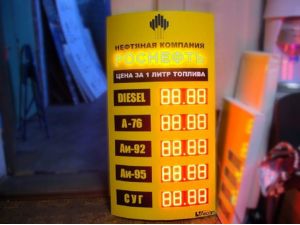 НЕФТЯНАЯ КОМПАНИЯ
РОСНЕФТЬ
ЦЕНА ЗА 1 ЛИТР ТОПЛИВА
DIESEL 88.88
А-76 88.88
Аи-92 88.88
Аи-95 88.88
СУГ 88.88